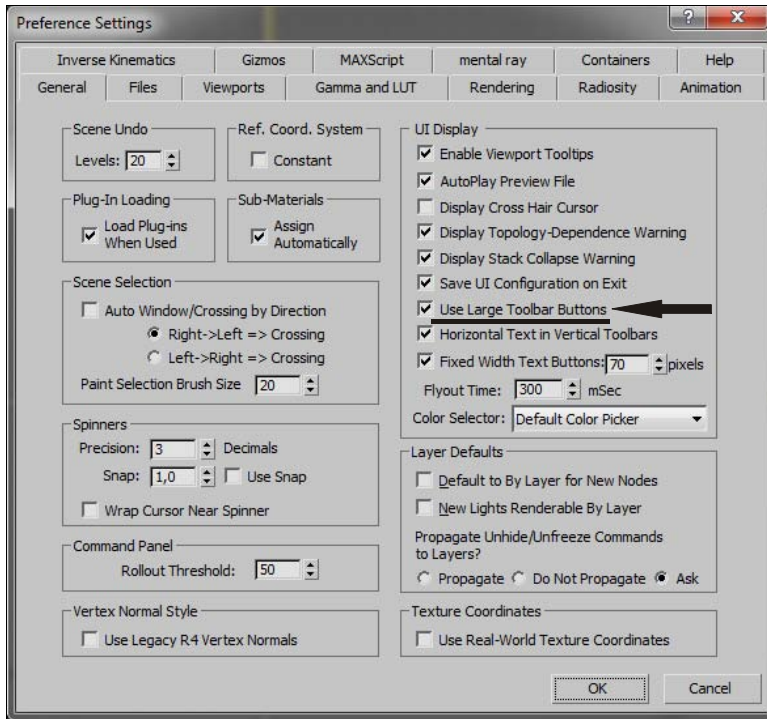 Preference Settings
Inverse Kinematics Gizmos MAXScript mental ray Containers Help
General Files Viewports Gamma and LUT Rendering Radiosity Animation
Scene Undo
Levels: 20
Ref. Coord. System
Constant
Plug-In Loading
Load Plug-ins
When Used
Sub-Materials
Assign
Automatically
Scene Selection
Auto Window/Crossing by Direction
Right->Left => Crossing
Left->Right => Crossing
Paint Selection Brush Size 20
Spinners
Precision: 3 Decimals
Snap: 1,0 Use Snap
Wrap Cursor Near Spinner
Command Panel
Rollout Threshold: 50
Vertex Normal Style
Use Legacy R4 Vertex Normals
UI Display
Enable Viewport Tooltips
AutoPlay Preview File
Display Cross Hair Cursor
Display Topology-Dependence Warning
Display Stack Collapse Warning
Save UI Configuration on Exit
Use Large Toolbar Buttons
Horizontal Text in Vertical Toolbars
Fixed Width Text Buttons: 70 pixels
Flyout Time: 300 mSec
Color Selector: Default Color Picker
Layer Defaults
Default to By Layer for New Nodes
New Lights Renderable By Layer
Propagate Unhide/Unfreeze Commands
to Layers?
Propagate Do Not Propagate Ask
Texture Coordinates
Use Real-World Texture Coordinates
OK Cancel